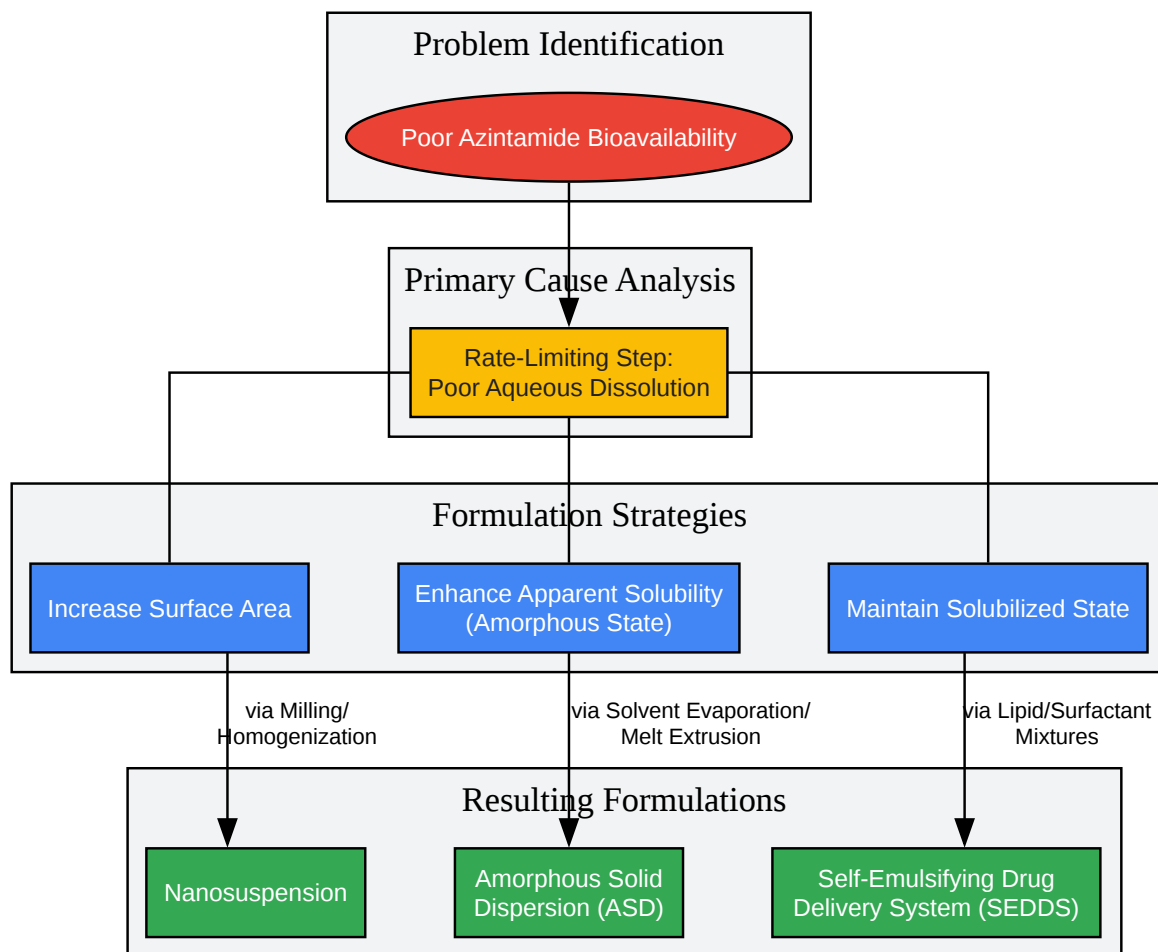 Problem Identification
Poor Azintamide Bioavailability
Primary Cause Analysis
Rate-Limiting Step:
Poor Aqueous Dissolution
Formulation Strategies
Increase Surface Area
Enhance Apparent Solubility
(Amorphous State)
Maintain Solubilized State
via Milling/
Homogenization
via Solvent Evaporation/
Melt Extrusion
via Lipid/Surfactant
Mixtures
Resulting Formulations
Nanosuspension
Amorphous Solid
Dispersion (ASD)
Self-Emulsifying Drug
Delivery System (SEDDS)